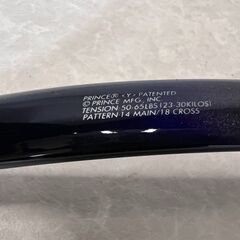 PRINCE® <Y> PATENTED
© PRINCE MFG., INC
TENSION 50-65LBS(23-30KILOS)
PATTERN 14 MAIN/18 CROSS